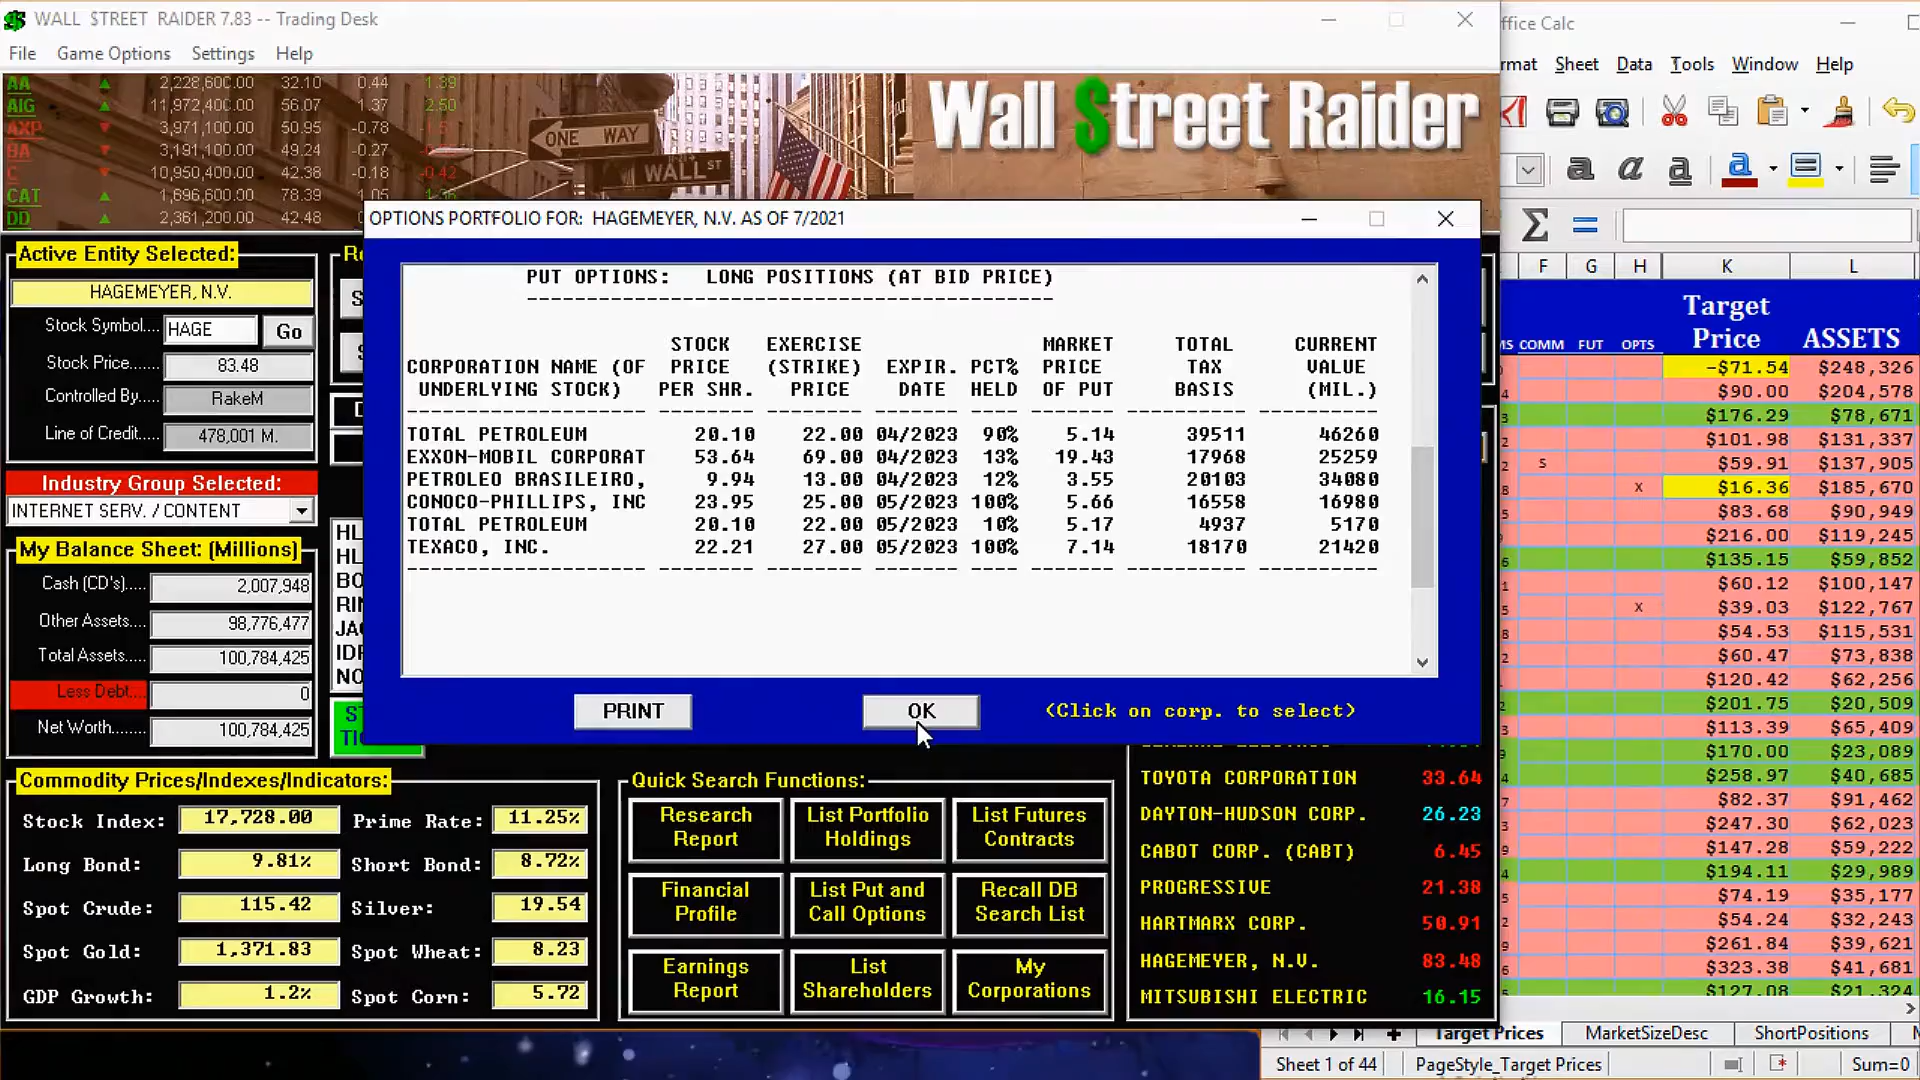 WALL $TREET RAIDER 7.83 -- Trading Desk
File Game Options Settings Help
AA 2,228,600.00 32.10 0.44 1.39
AIG 11,972,400.00 56.07 1.37 2.50
AXP 3,971,100.00 50.95 -0.78
BA 3,191,100.00 49.24 -0.27
C 10,950,400.00 42.38 -0.18 -0.42
CAT 1,696,600.00 78.39 1.05
DD 2,361,200.00 42.48
ONE WAY
WALL ST
Wall $treet Raider
Active Entity Selected:
HAGEMEYER, N.V.
Stock Symbol.... HAGE Go
Stock Price..... 83.48
Controlled By.... RakeM
Line of Credit.... 478,001 M.
Industry Group Selected:
INTERNET SERV. / CONTENT
My Balance Sheet: (Millions)
Cash (CD's)..... 2,007,948
Other Assets.... 98,776,477
Total Assets..... 100,784,425
Less Debt... 0
Net Worth........ 100,784,425
OPTIONS PORTFOLIO FOR: HAGEMEYER, N.V. AS OF 7/2021
PUT OPTIONS: LONG POSITIONS (AT BID PRICE)
STOCK EXERCISE MARKET TOTAL CURRENT
CORPORATION NAME (OF PRICE (STRIKE) EXPIR. PCT% PRICE TAX VALUE
UNDERLYING STOCK) PER SHR. PRICE DATE HELD OF PUT BASIS (MIL.)
TOTAL PETROLEUM 20.10 22.00 04/2023 90% 5.14 39511 46260
EXXON-MOBIL CORPORAT 53.64 69.00 04/2023 13% 19.43 17968 25259
PETROLEO BRASILEIRO, 9.94 13.00 04/2023 12% 3.55 20103 34080
CONOCO-PHILLIPS, INC 23.95 25.00 05/2023 100% 5.66 16558 16980
TOTAL PETROLEUM 20.10 22.00 05/2023 10% 5.17 4937 5170
TEXACO, INC. 22.21 27.00 05/2023 100% 7.14 18170 21420
PRINT OK <Click on corp. to select>
Commodity Prices/Indexes/Indicators:
Stock Index: 17,728.00 Prime Rate: 11.25%
Long Bond: 9.81% Short Bond: 8.72%
Spot Crude: 115.42 Silver: 19.54
Spot Gold: 1,371.83 Spot Wheat: 8.23
GDP Growth: 1.2% Spot Corn: 5.72
Quick Search Functions:
Research Report
List Portfolio Holdings
List Futures Contracts
Financial Profile
List Put and Call Options
Recall DB Search List
Earnings Report
List Shareholders
My Corporations
TOYOTA CORPORATION 33.64
DAYTON-HUDSON CORP. 26.23
CABOT CORP. (CABT) 6.45
PROGRESSIVE 21.38
HARTMARX CORP. 50.91
HAGEMEYER, N.V. 83.48
MITSUBISHI ELECTRIC 16.15
ffice Calc
rmat Sheet Data Tools Window Help
F G H K L
COMM FUT OPTS Target Price ASSETS
-$71.54 $248,326
$90.00 $204,578
$176.29 $78,671
$101.98 $131,337
s $59.91 $137,905
x $16.36 $185,670
$83.68 $90,949
$216.00 $119,245
$135.15 $59,852
$60.12 $100,147
x $39.03 $122,767
$54.53 $115,531
$60.47 $73,838
$120.42 $62,256
$201.75 $20,509
$113.39 $65,409
$170.00 $23,089
$258.97 $40,685
$82.37 $91,462
$247.30 $62,023
$147.28 $59,222
$194.11 $29,989
$74.19 $35,177
$54.24 $32,243
$261.84 $39,621
$323.38 $41,681
$127.08 $21,324
Target Prices MarketSizeDesc ShortPositions
Sheet 1 of 44 PageStyle_Target Prices Sum=0